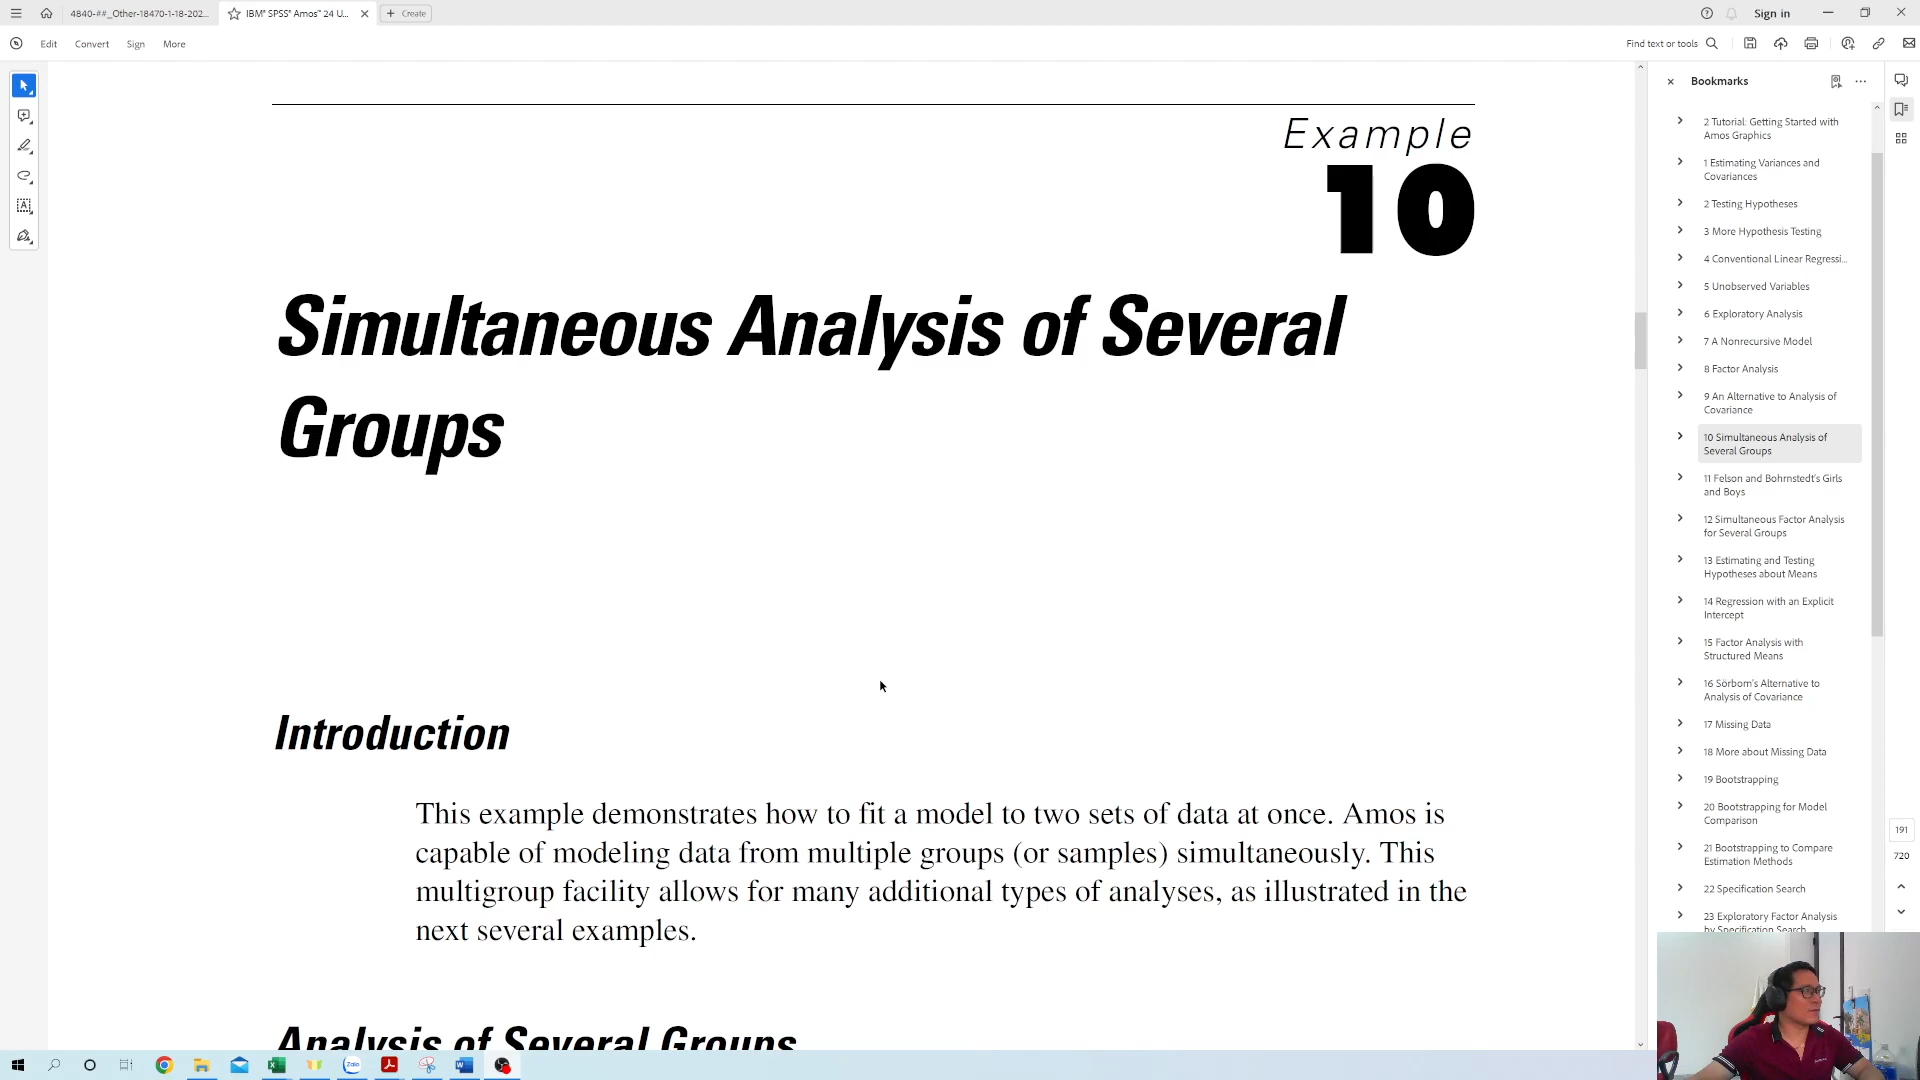 4840-##_Other-18470-1-18-202...
IBM® SPSS® Amos™ 24 U...
Create
Sign in
Edit
Convert
Sign
More
Find text or tools
Example
10
Simultaneous Analysis of Several
Groups
Introduction
This example demonstrates how to fit a model to two sets of data at once. Amos is
capable of modeling data from multiple groups (or samples) simultaneously. This
multigroup facility allows for many additional types of analyses, as illustrated in the
next several examples.
Analysis of Several Groups
Bookmarks
2 Tutorial: Getting Started with
Amos Graphics
1 Estimating Variances and
Covariances
2 Testing Hypotheses
3 More Hypothesis Testing
4 Conventional Linear Regressi...
5 Unobserved Variables
6 Exploratory Analysis
7 A Nonrecursive Model
8 Factor Analysis
9 An Alternative to Analysis of
Covariance
10 Simultaneous Analysis of
Several Groups
11 Felson and Bohrnstedt's Girls
and Boys
12 Simultaneous Factor Analysis
for Several Groups
13 Estimating and Testing
Hypotheses about Means
14 Regression with an Explicit
Intercept
15 Factor Analysis with
Structured Means
16 Sörbom's Alternative to
Analysis of Covariance
17 Missing Data
18 More about Missing Data
19 Bootstrapping
20 Bootstrapping for Model
Comparison
21 Bootstrapping to Compare
Estimation Methods
22 Specification Search
23 Exploratory Factor Analysis
by Specification Search
191
720
Zalo